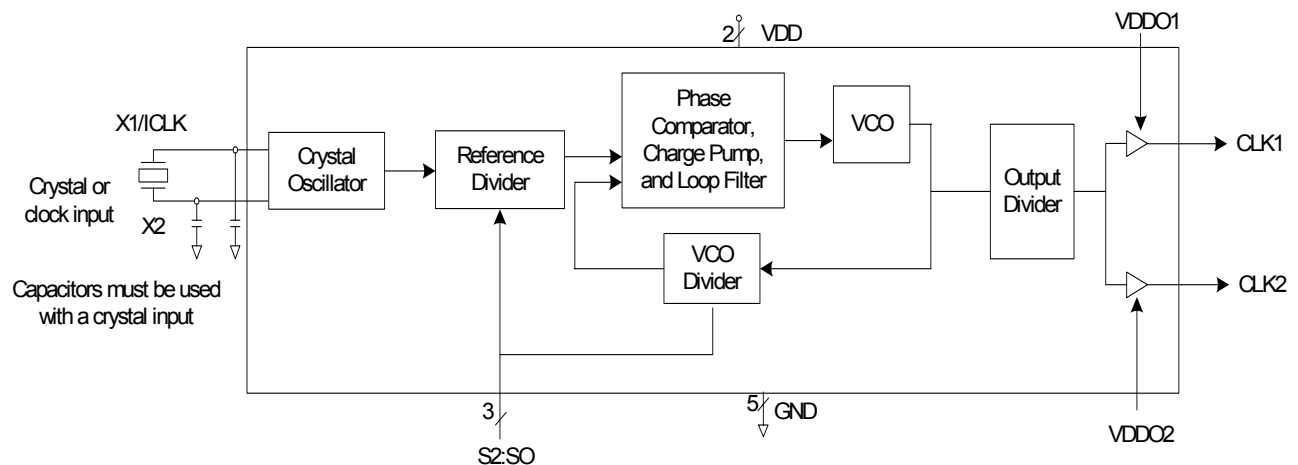 VDDO1
2
VDD
X1/ICLK
Crystal or
clock input
X2
Capacitors must be used
with a crystal input
Crystal
Oscillator
Reference
Divider
Phase
Comparator,
Charge Pump,
and Loop Filter
VCO
VCO
Divider
Output
Divider
CLK1
CLK2
3
S2:SO
5
GND
VDDO2